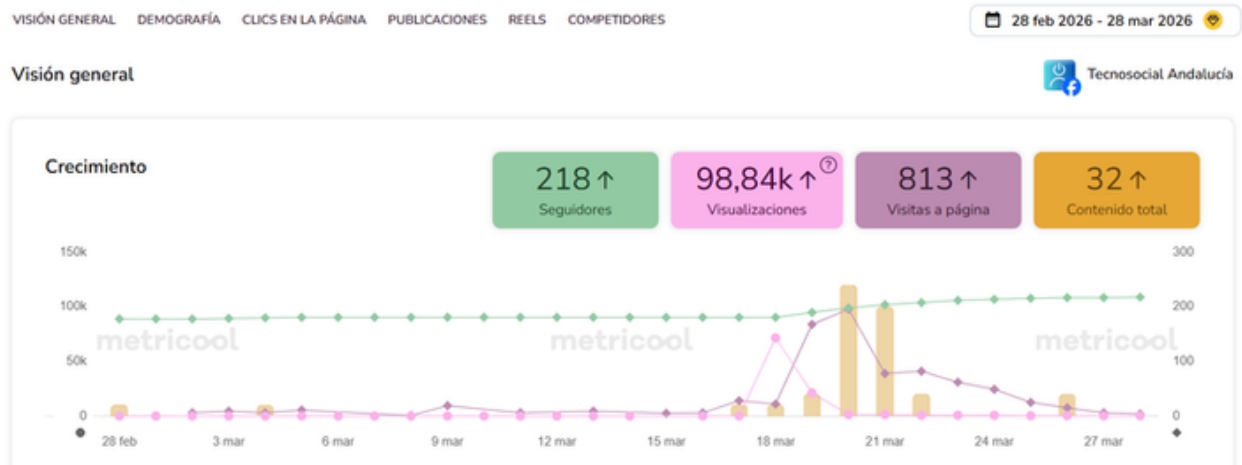 VISIÓN GENERAL DEMOGRAFÍA CLICS EN LA PÁGINA PUBLICACIONES REELS COMPETIDORES
28 feb 2026 - 28 mar 2026
Visión general
Tecnosocial Andalucía
Crecimiento
218 ↑
Seguidores
98,84k ↑ ?
Visualizaciones
813 ↑
Visitas a página
32 ↑
Contenido total
150k 300
100k 200
metricool metricool metricool
50k 100
0 0
28 feb 3 mar 6 mar 9 mar 12 mar 15 mar 18 mar 21 mar 24 mar 27 mar